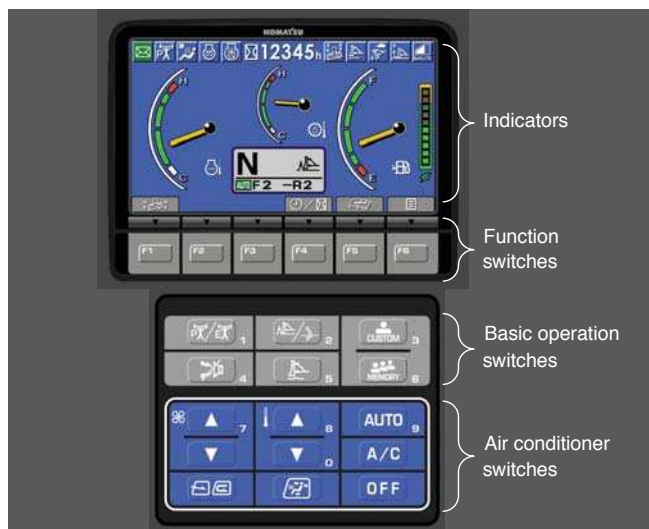 KOMATSU
12345h
H
H
F
C
C
E
N
AUTO F2 -R2
F1 F2 F3 F4 F5 F6
P/E 1
2
CUSTOM 3
4
5
MEMORY 6
7
8
AUTO 9
0
A/C
OFF
Indicators
Function
switches
Basic operation
switches
Air conditioner
switches